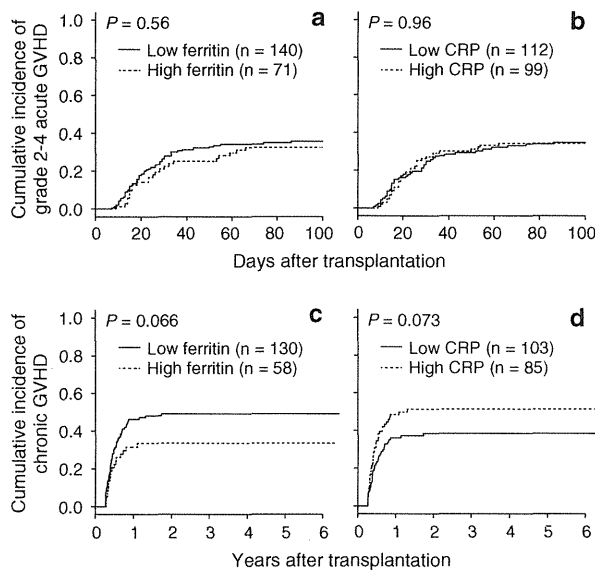 Cumulative incidence of
grade 2-4 acute GVHD
a
P = 0.56
Low ferritin (n = 140)
High ferritin (n = 71)
1.0
0.8
0.6
0.4
0.2
0.0
0 20 40 60 80 100
b
P = 0.96
Low CRP (n = 112)
High CRP (n = 99)
0 20 40 60 80 100
Days after transplantation
Cumulative incidence of
chronic GVHD
c
P = 0.066
Low ferritin (n = 130)
High ferritin (n = 58)
1.0
0.8
0.6
0.4
0.2
0.0
0 1 2 3 4 5 6
d
P = 0.073
Low CRP (n = 103)
High CRP (n = 85)
0 1 2 3 4 5 6
Years after transplantation